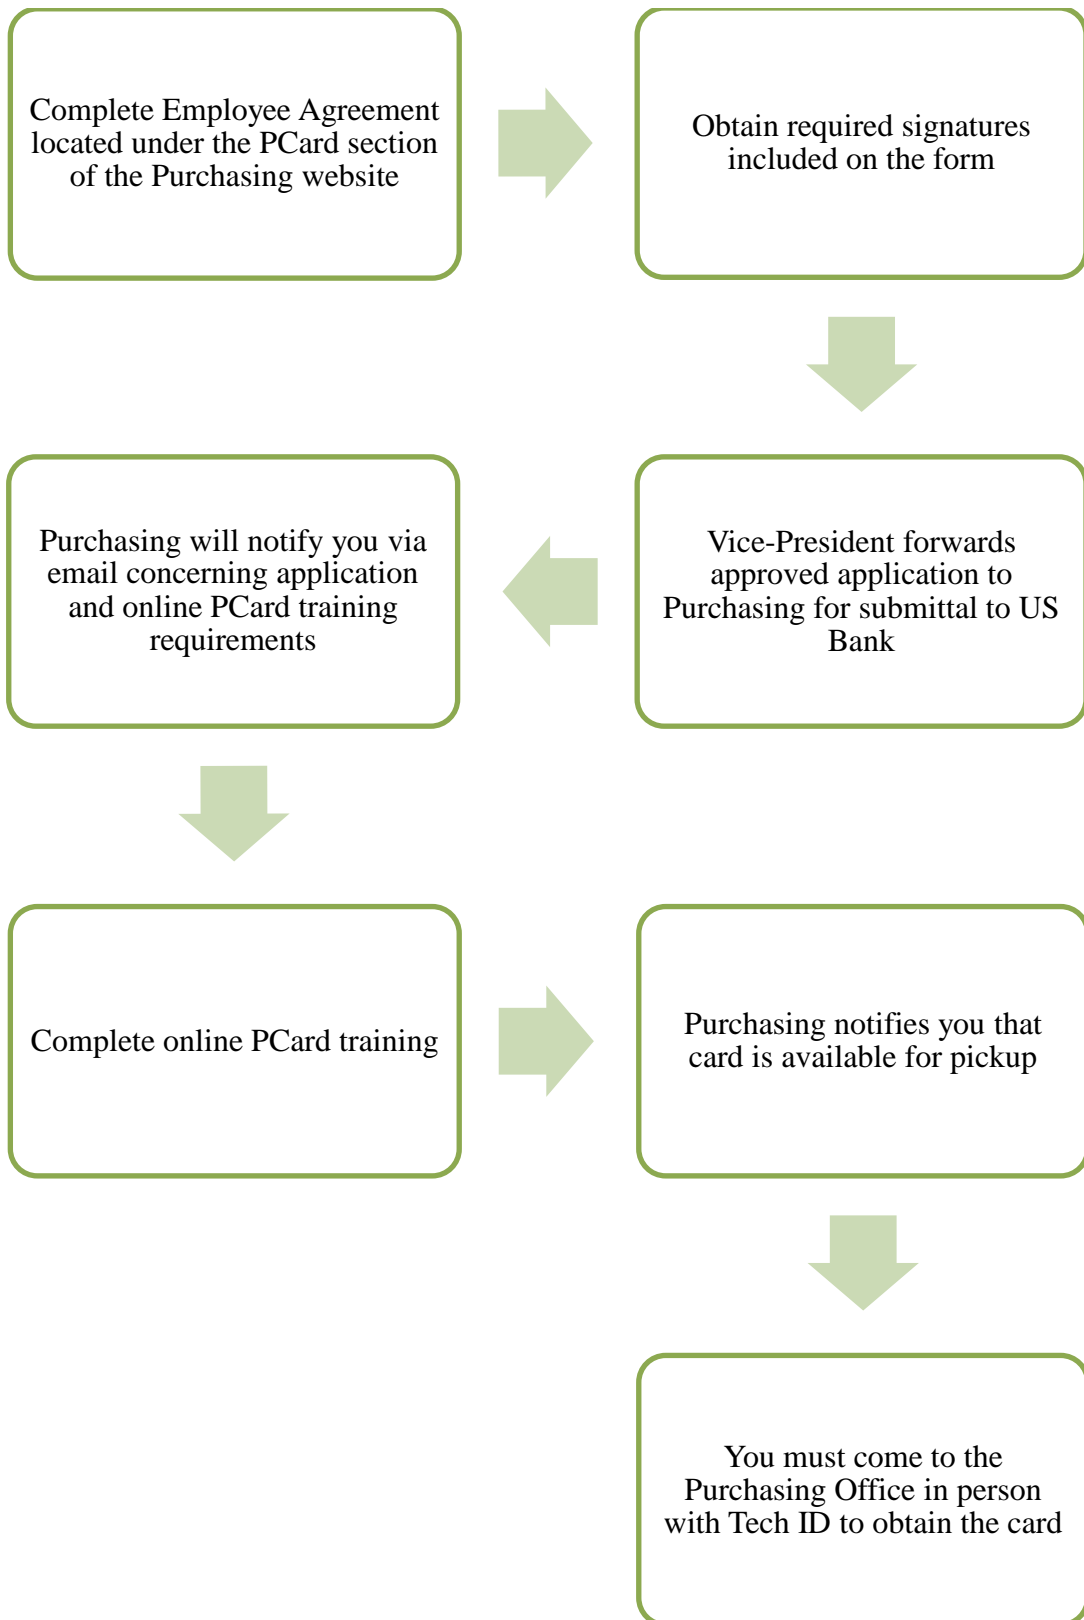 Complete Employee Agreement
located under the PCard section
of the Purchasing website
Obtain required signatures
included on the form
Vice-President forwards
approved application to
Purchasing for submittal to US
Bank
Purchasing will notify you via
email concerning application
and online PCard training
requirements
Complete online PCard training
Purchasing notifies you that
card is available for pickup
You must come to the
Purchasing Office in person
with Tech ID to obtain the card